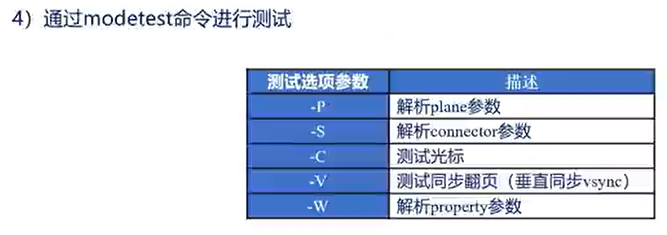 4）通过modetest命令进行测试
测试选项参数 描述
-P 解析plane参数
-S 解析connector参数
-C 测试光标
-V 测试同步翻页（垂直同步vsync）
-W 解析property参数